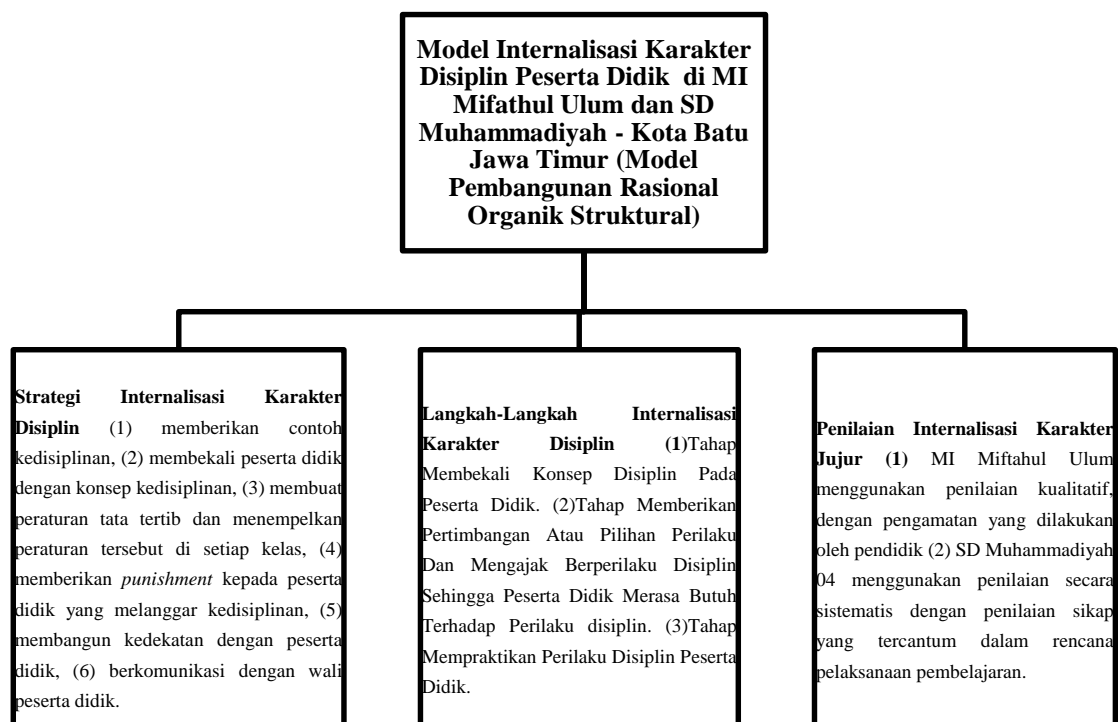 Model Internalisasi Karakter
Disiplin Peserta Didik di MI
Mifathul Ulum dan SD
Muhammadiyah - Kota Batu
Jawa Timur (Model
Pembangunan Rasional
Organik Struktural)
Strategi Internalisasi Karakter
Disiplin (1) memberikan contoh
kedisiplinan, (2) membekali peserta didik
dengan konsep kedisiplinan, (3) membuat
peraturan tata tertib dan menempelkan
peraturan tersebut di setiap kelas, (4)
memberikan punishment kepada peserta
didik yang melanggar kedisiplinan, (5)
membangun kedekatan dengan peserta
didik, (6) berkomunikasi dengan wali
peserta didik.
Langkah-Langkah Internalisasi
Karakter Disiplin (1)Tahap
Membekali Konsep Disiplin Pada
Peserta Didik. (2)Tahap Memberikan
Pertimbangan Atau Pilihan Perilaku
Dan Mengajak Berperilaku Disiplin
Sehingga Peserta Didik Merasa Butuh
Terhadap Perilaku disiplin. (3)Tahap
Mempraktikan Perilaku Disiplin Peserta
Didik.
Penilaian Internalisasi Karakter
Jujur (1) MI Miftahul Ulum
menggunakan penilaian kualitatif,
dengan pengamatan yang dilakukan
oleh pendidik (2) SD Muhammadiyah
04 menggunakan penilaian secara
sistematis dengan penilaian sikap
yang tercantum dalam rencana
pelaksanaan pembelajaran.